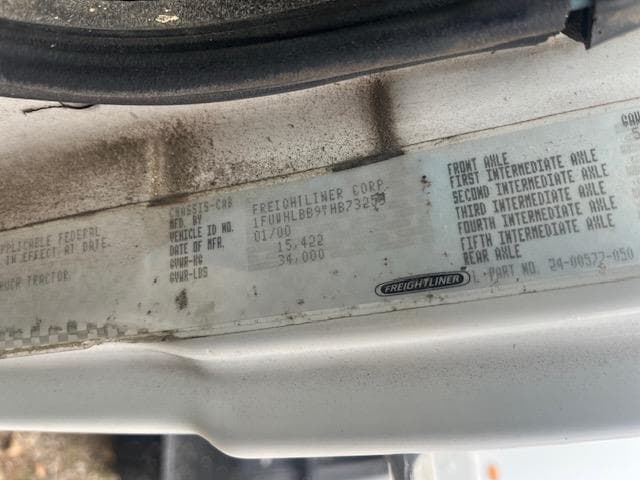 APPLICABLE FEDERAL
IN EFFECT AT DATE.
TRACTOR
CHASSIS-CAB
MFD. BY FREIGHTLINER CORP.
VEHICLE ID NO.
DATE OF MFR. 01/00
GVWR-KG 15,422
GVWR-LBS 34,000
FREIGHTLINER
FRONT AXLE
FIRST INTERMEDIATE AXLE
SECOND INTERMEDIATE AXLE
THIRD INTERMEDIATE AXLE
FOURTH INTERMEDIATE AXLE
FIFTH INTERMEDIATE AXLE
REAR AXLE
PART NO. 24-00577-050